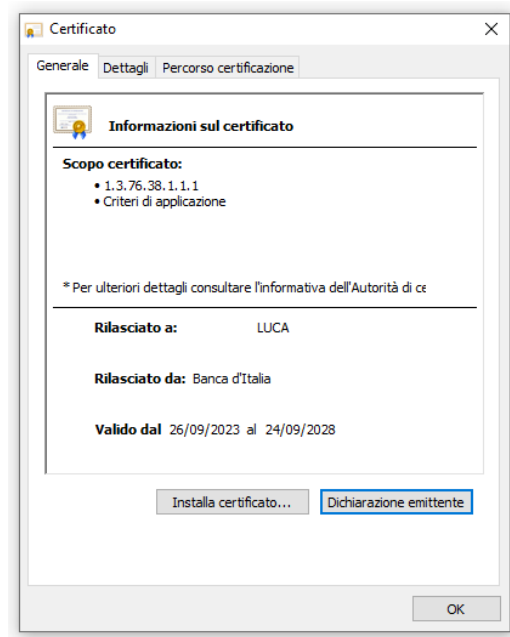 Certificato
Generale Dettagli Percorso certificazione
Informazioni sul certificato
Scopo certificato:
• 1.3.76.38.1.1.1
• Criteri di applicazione
* Per ulteriori dettagli consultare l'informativa dell'Autorità di ce
Rilasciato a: LUCA
Rilasciato da: Banca d'Italia
Valido dal 26/09/2023 al 24/09/2028
Installa certificato... Dichiarazione emittente
OK